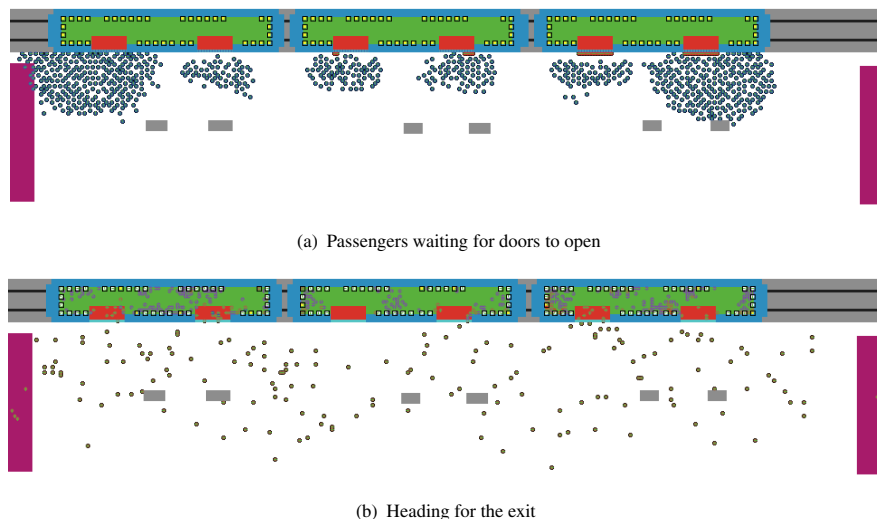 (a) Passengers waiting for doors to open
(b) Heading for the exit